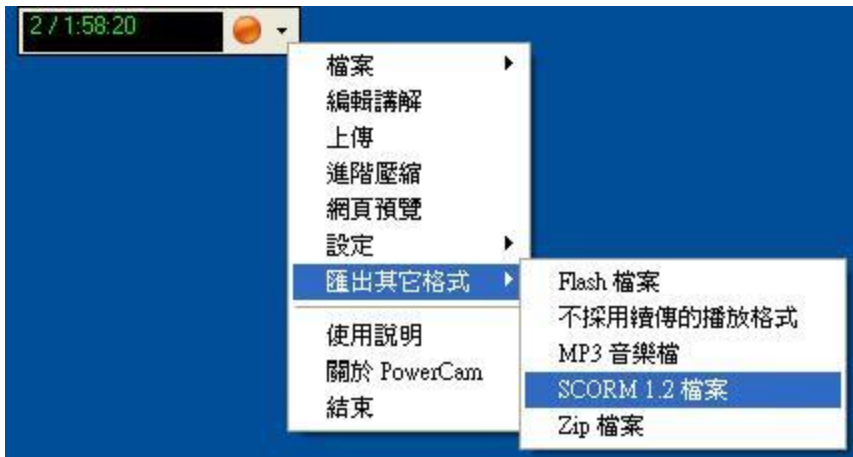 2 / 1:58:20
檔案
編輯講解
上傳
進階壓縮
網頁預覽
設定
匯出其它格式
使用說明
關於 PowerCam
結束
Flash 檔案
不採用續傳的播放格式
MP3 音樂檔
SCORM 1.2 檔案
Zip 檔案